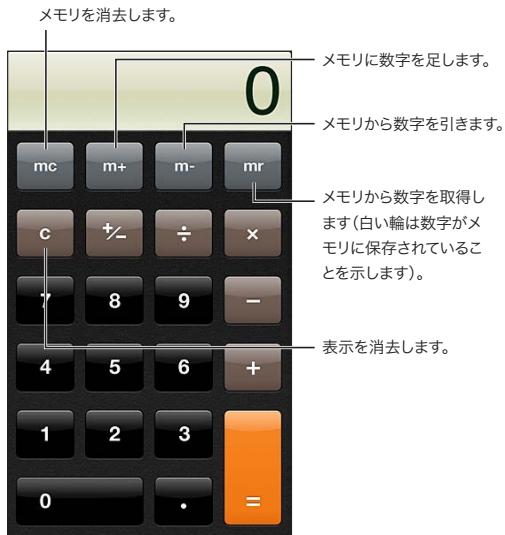 メモリを消去します。
メモリに数字を足します。
0
メモリから数字を引きます。
mc m+ m- mr
メモリから数字を取得し
ます（白い輪は数字がメ
モリに保存されているこ
とを示します）。
c +/− ÷ ×
7 8 9 −
表示を消去します。
4 5 6 +
1 2 3
0 . =